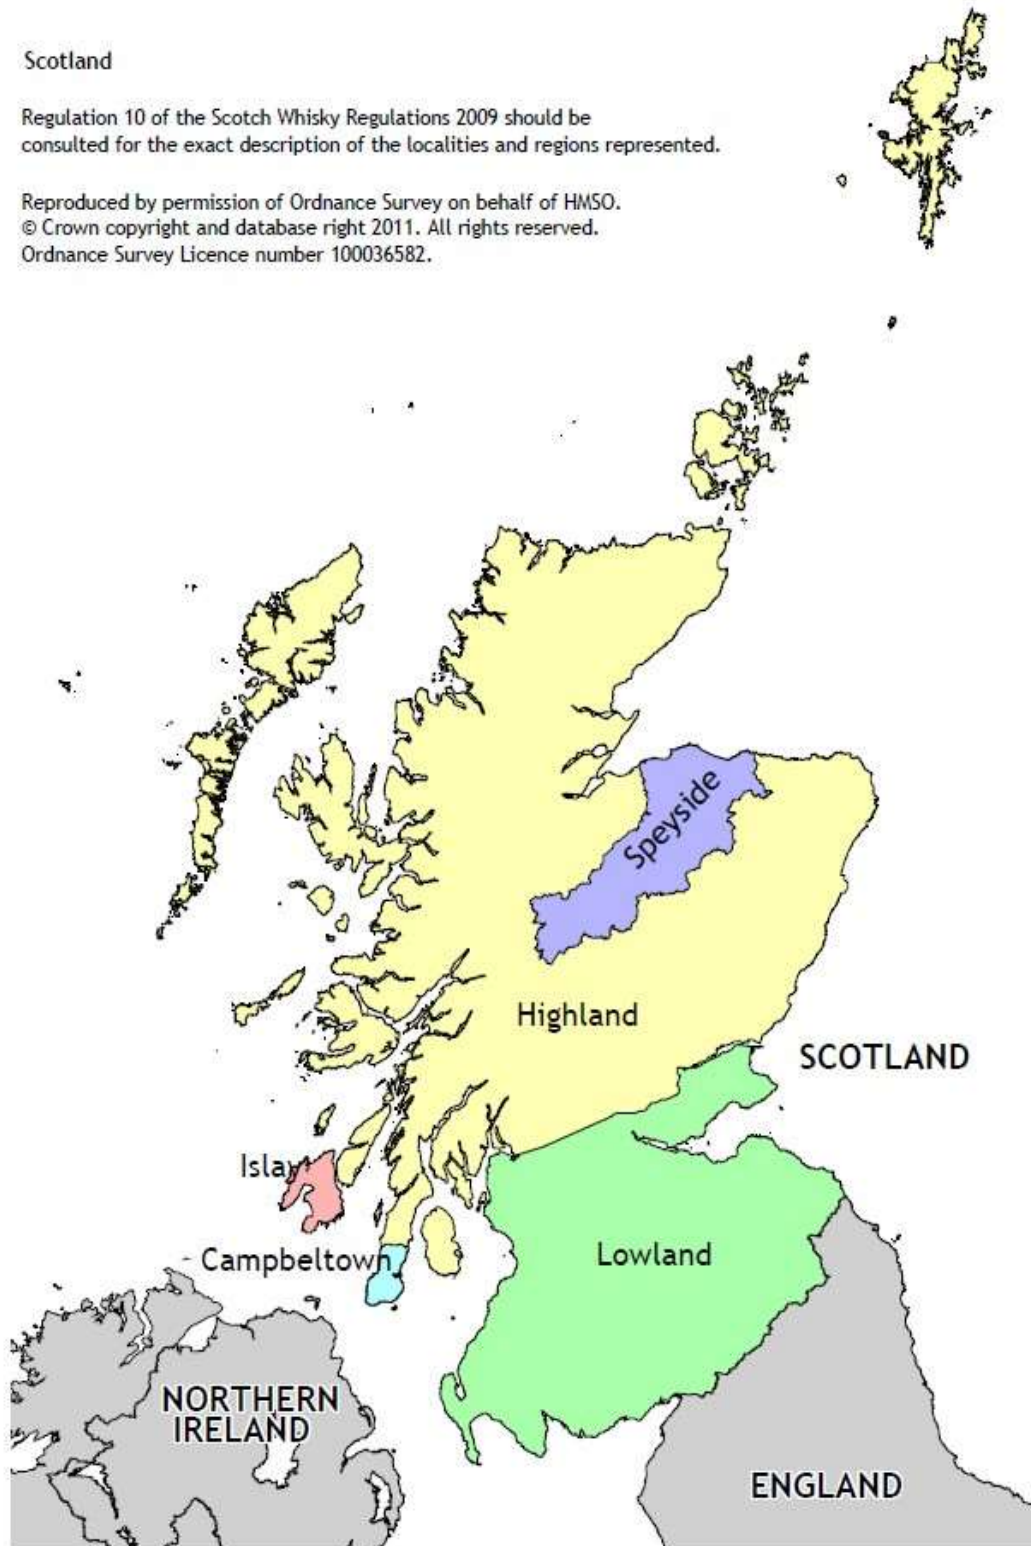 Scotland
Regulation 10 of the Scotch Whisky Regulations 2009 should be
consulted for the exact description of the localities and regions represented.
Reproduced by permission of Ordnance Survey on behalf of HMSO.
© Crown copyright and database right 2011. All rights reserved.
Ordnance Survey Licence number 100036582.
Speyside
Highland
SCOTLAND
Islay
Campbeltown
Lowland
NORTHERN
IRELAND
ENGLAND